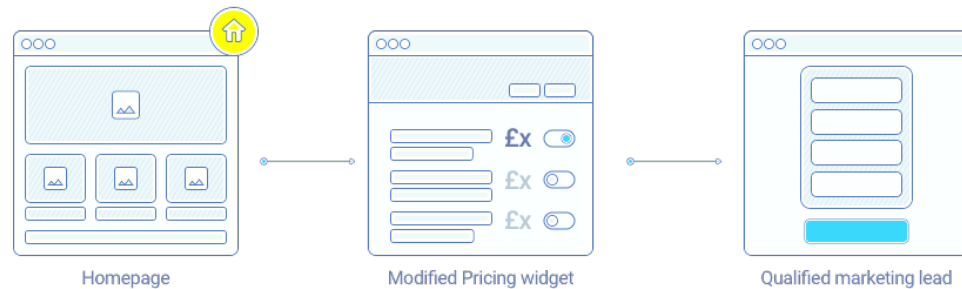 £x
£x
£x
Homepage
Modified Pricing widget
Qualified marketing lead